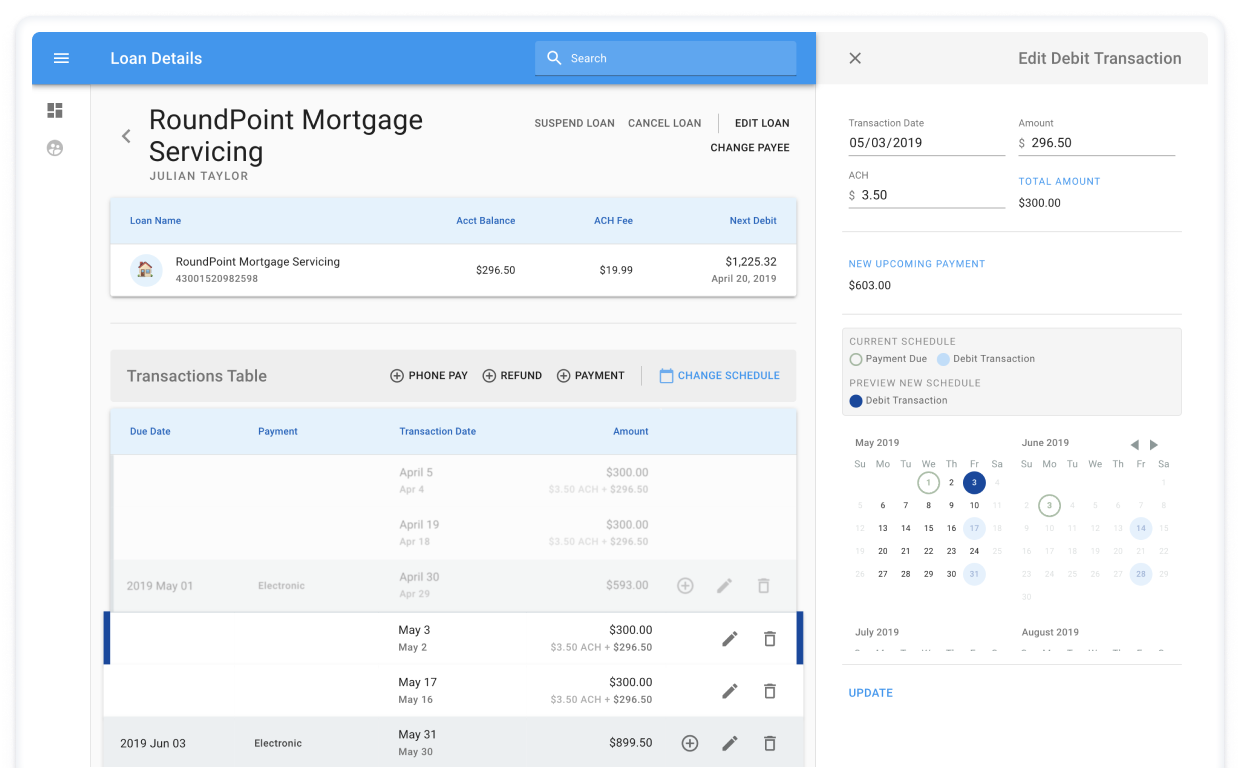 Loan Details
Search
RoundPoint Mortgage
Servicing
JULIAN TAYLOR
SUSPEND LOAN CANCEL LOAN EDIT LOAN
CHANGE PAYEE
Loan Name Acct Balance ACH Fee Next Debit
RoundPoint Mortgage Servicing $296.50 $19.99 $1,225.32
43001520982598 April 20, 2019
Transactions Table PHONE PAY REFUND PAYMENT CHANGE SCHEDULE
Due Date Payment Transaction Date Amount
April 5 $300.00
Apr 4 $3.50 ACH + $296.50
April 19 $300.00
Apr 18 $3.50 ACH + $296.50
2019 May 01 Electronic April 30 $593.00
Apr 29
May 3 $300.00
May 2 $3.50 ACH + $296.50
May 17 $300.00
May 16 $3.50 ACH + $296.50
2019 Jun 03 Electronic May 31 $899.50
May 30
Edit Debit Transaction
Transaction Date Amount
05/03/2019 $ 296.50
ACH TOTAL AMOUNT
$ 3.50 $300.00
NEW UPCOMING PAYMENT
$603.00
CURRENT SCHEDULE
Payment Due Debit Transaction
PREVIEW NEW SCHEDULE
Debit Transaction
May 2019
Su Mo Tu We Th Fr Sa
1 2 3 4
5 6 7 8 9 10 11
12 13 14 15 16 17 18
19 20 21 22 23 24 25
26 27 28 29 30 31
June 2019
Su Mo Tu We Th Fr Sa
1
2 3 4 5 6 7 8
9 10 11 12 13 14 15
16 17 18 19 20 21 22
23 24 25 26 27 28 29
30
July 2019 August 2019
UPDATE